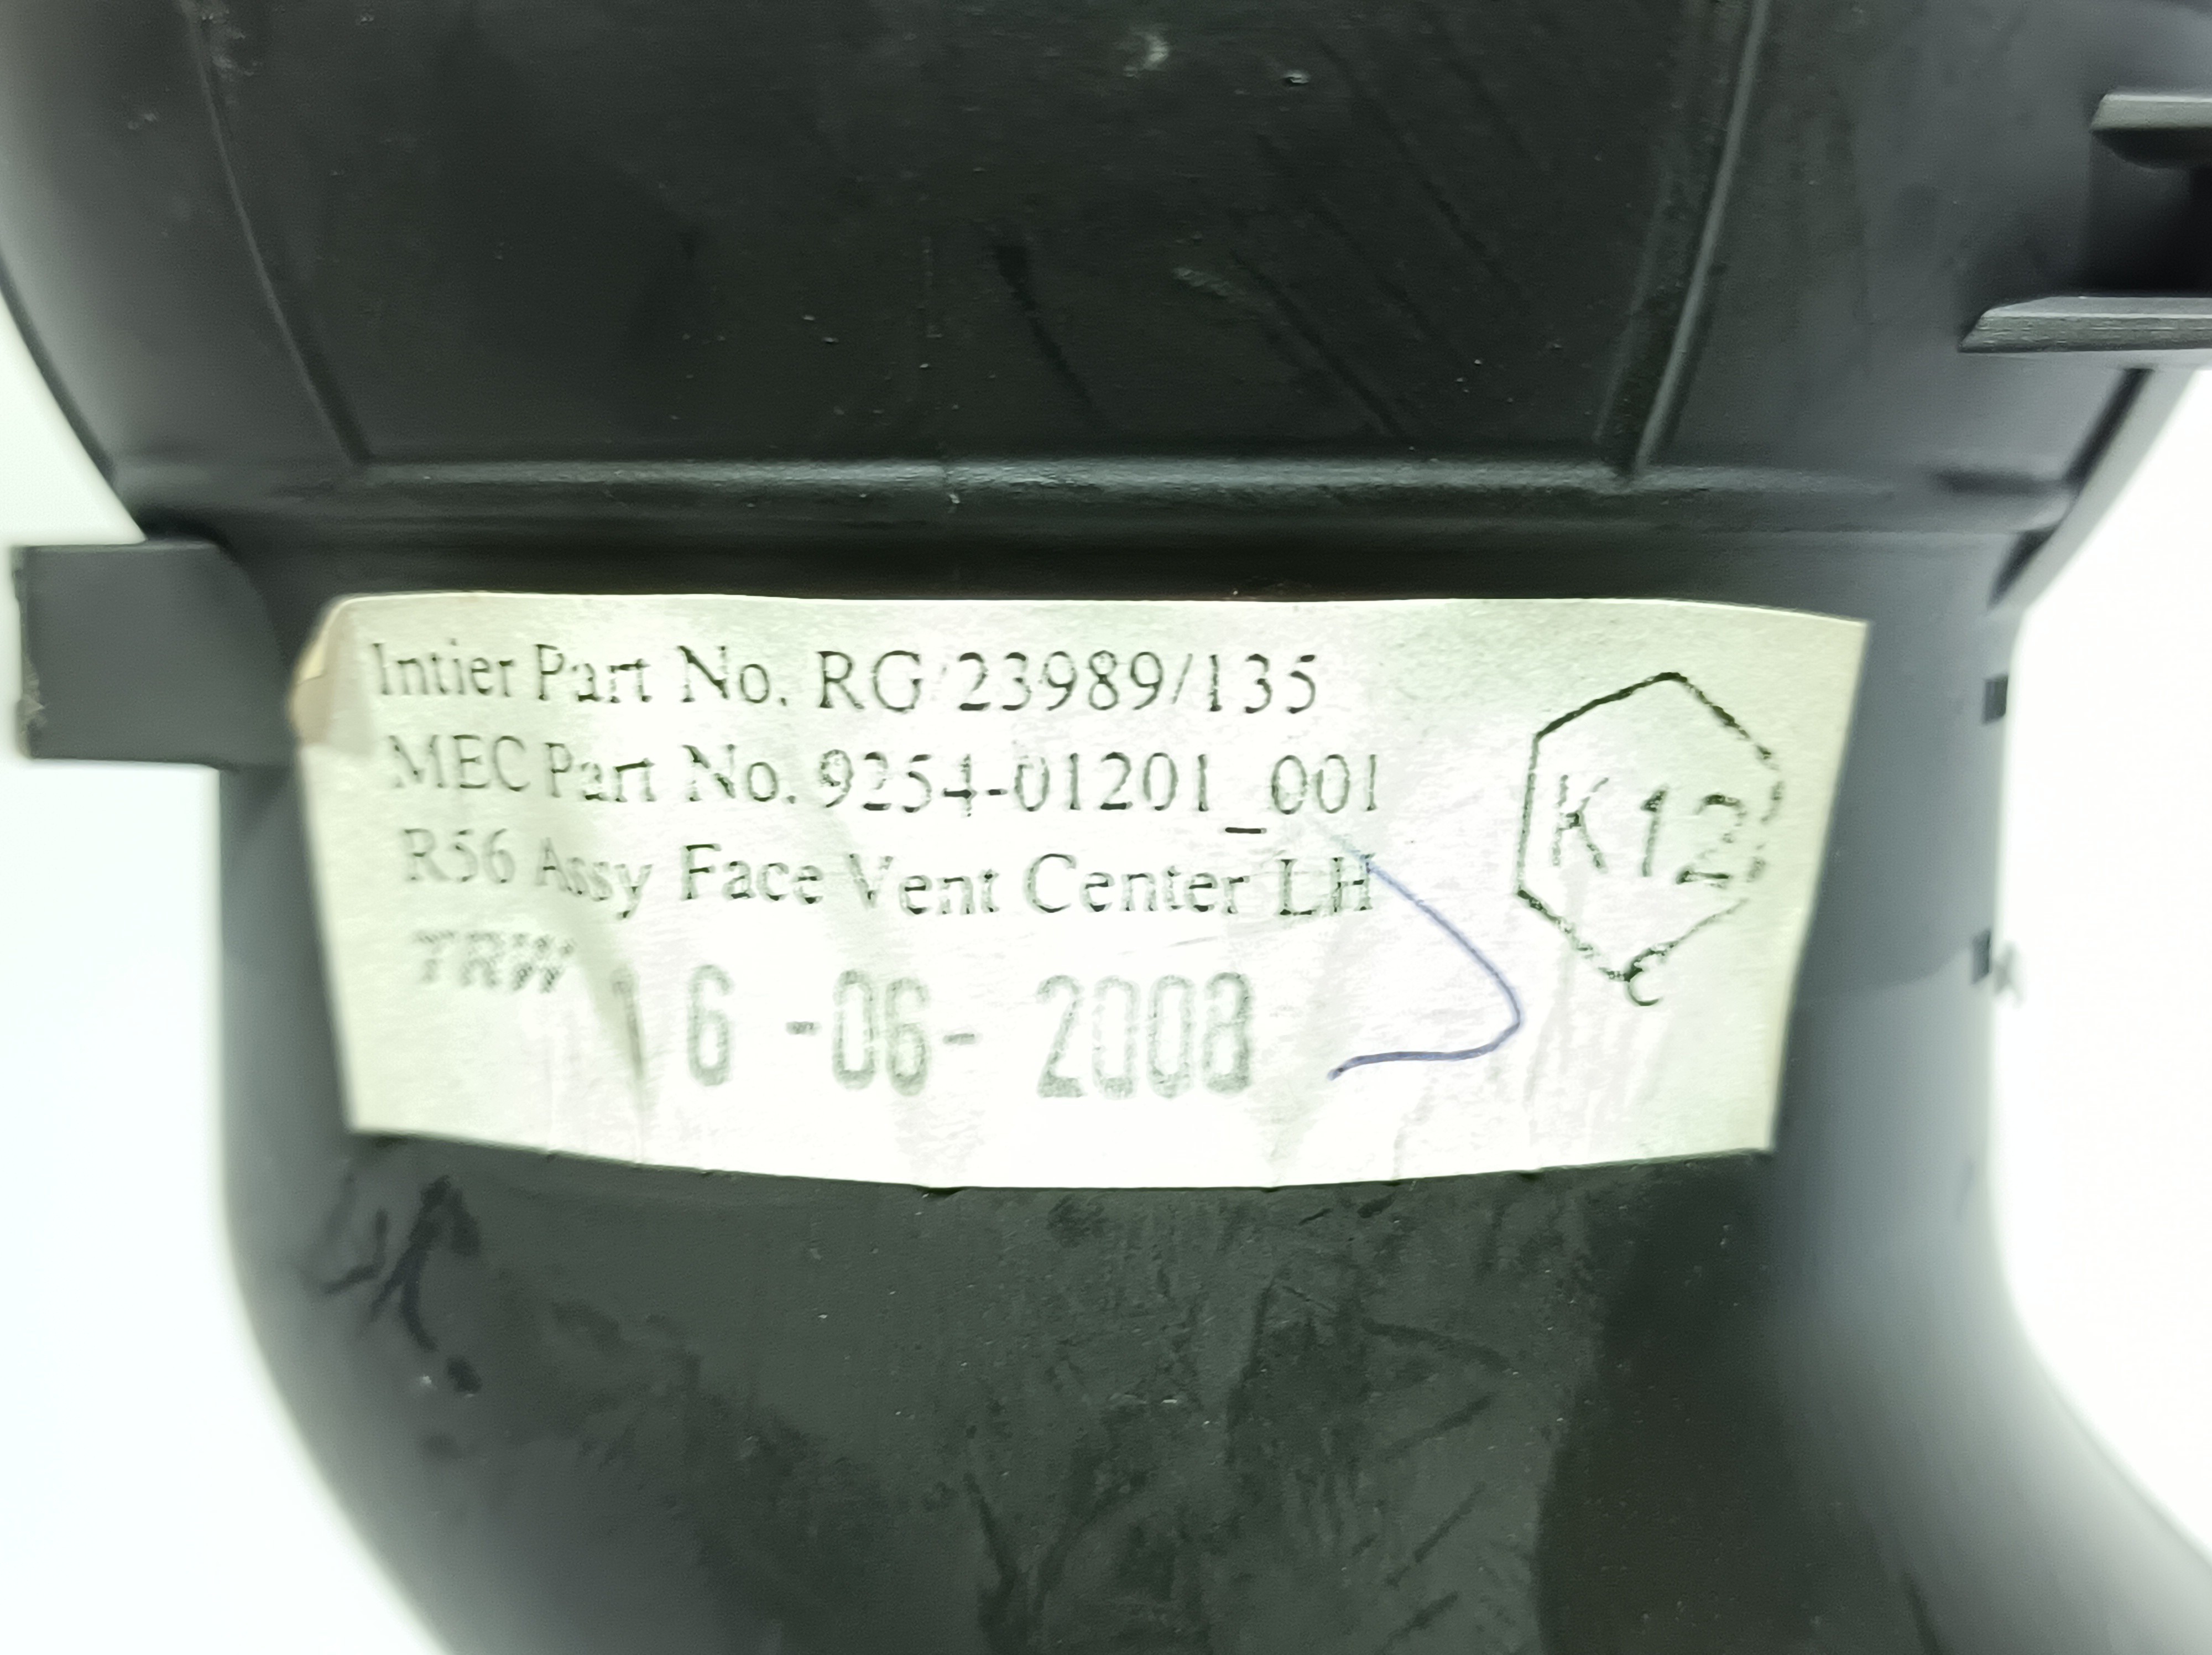 Intier Part No. RG 23989/135
MEC Part No. 9254-01201_001
R56 Assy Face Vent Center LH
TRW
16-06-2008
K12